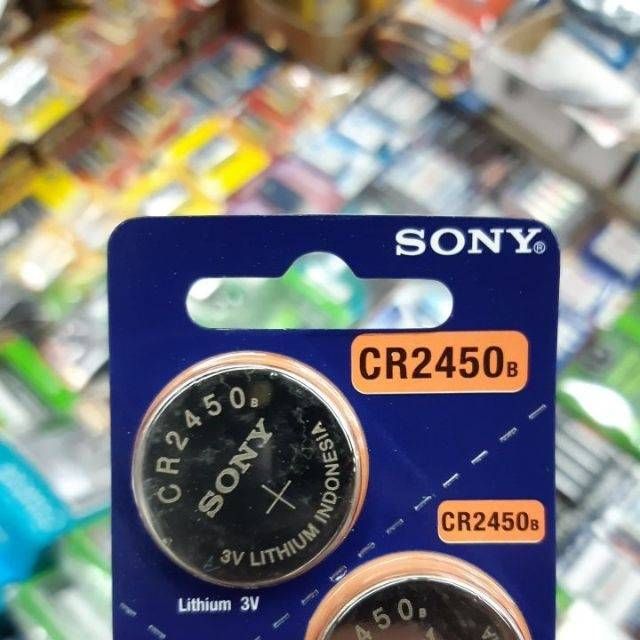 SONY®
CR2450B
CR2450B
SONY
+
3V LITHIUM INDONESIA
CR2450B
Lithium 3V
450B